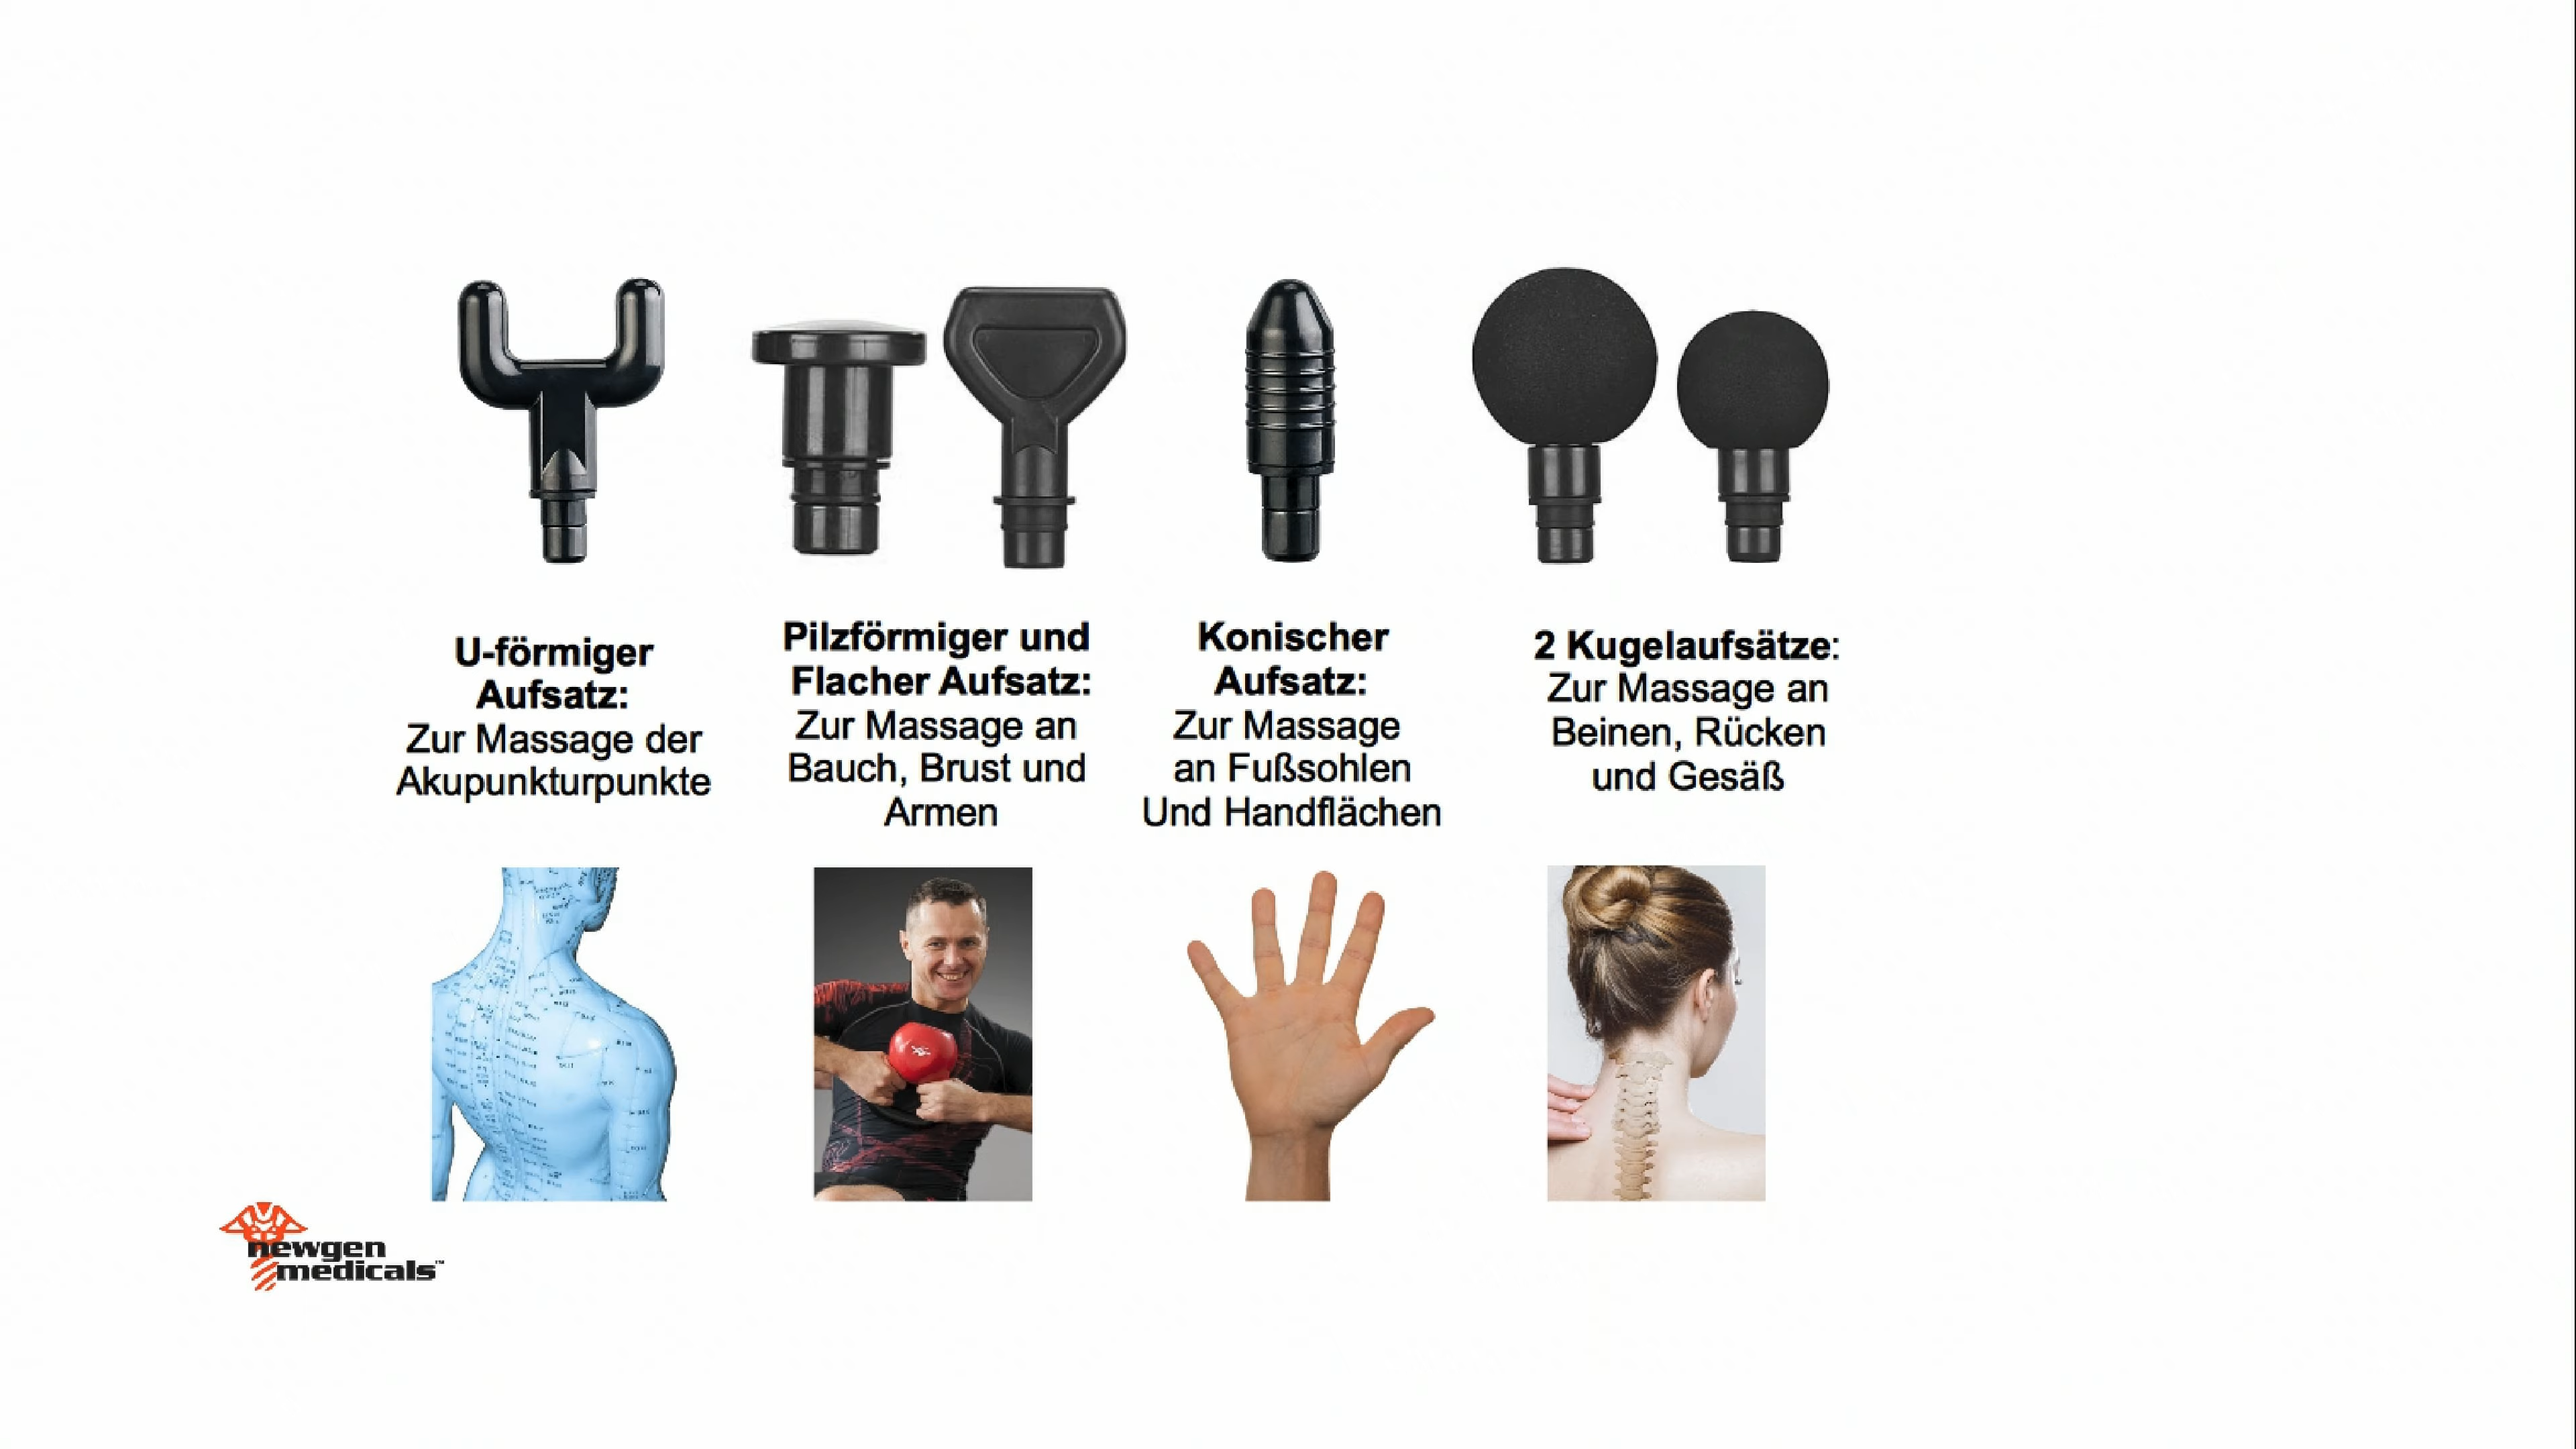 U-förmiger
Aufsatz:
Zur Massage der
Akupunkturpunkte
Pilzförmiger und
Flacher Aufsatz:
Zur Massage an
Bauch, Brust und
Armen
Konischer
Aufsatz:
Zur Massage
an Fußsohlen
Und Handflächen
2 Kugelaufsätze:
Zur Massage an
Beinen, Rücken
und Gesäß
newgen
medicals™